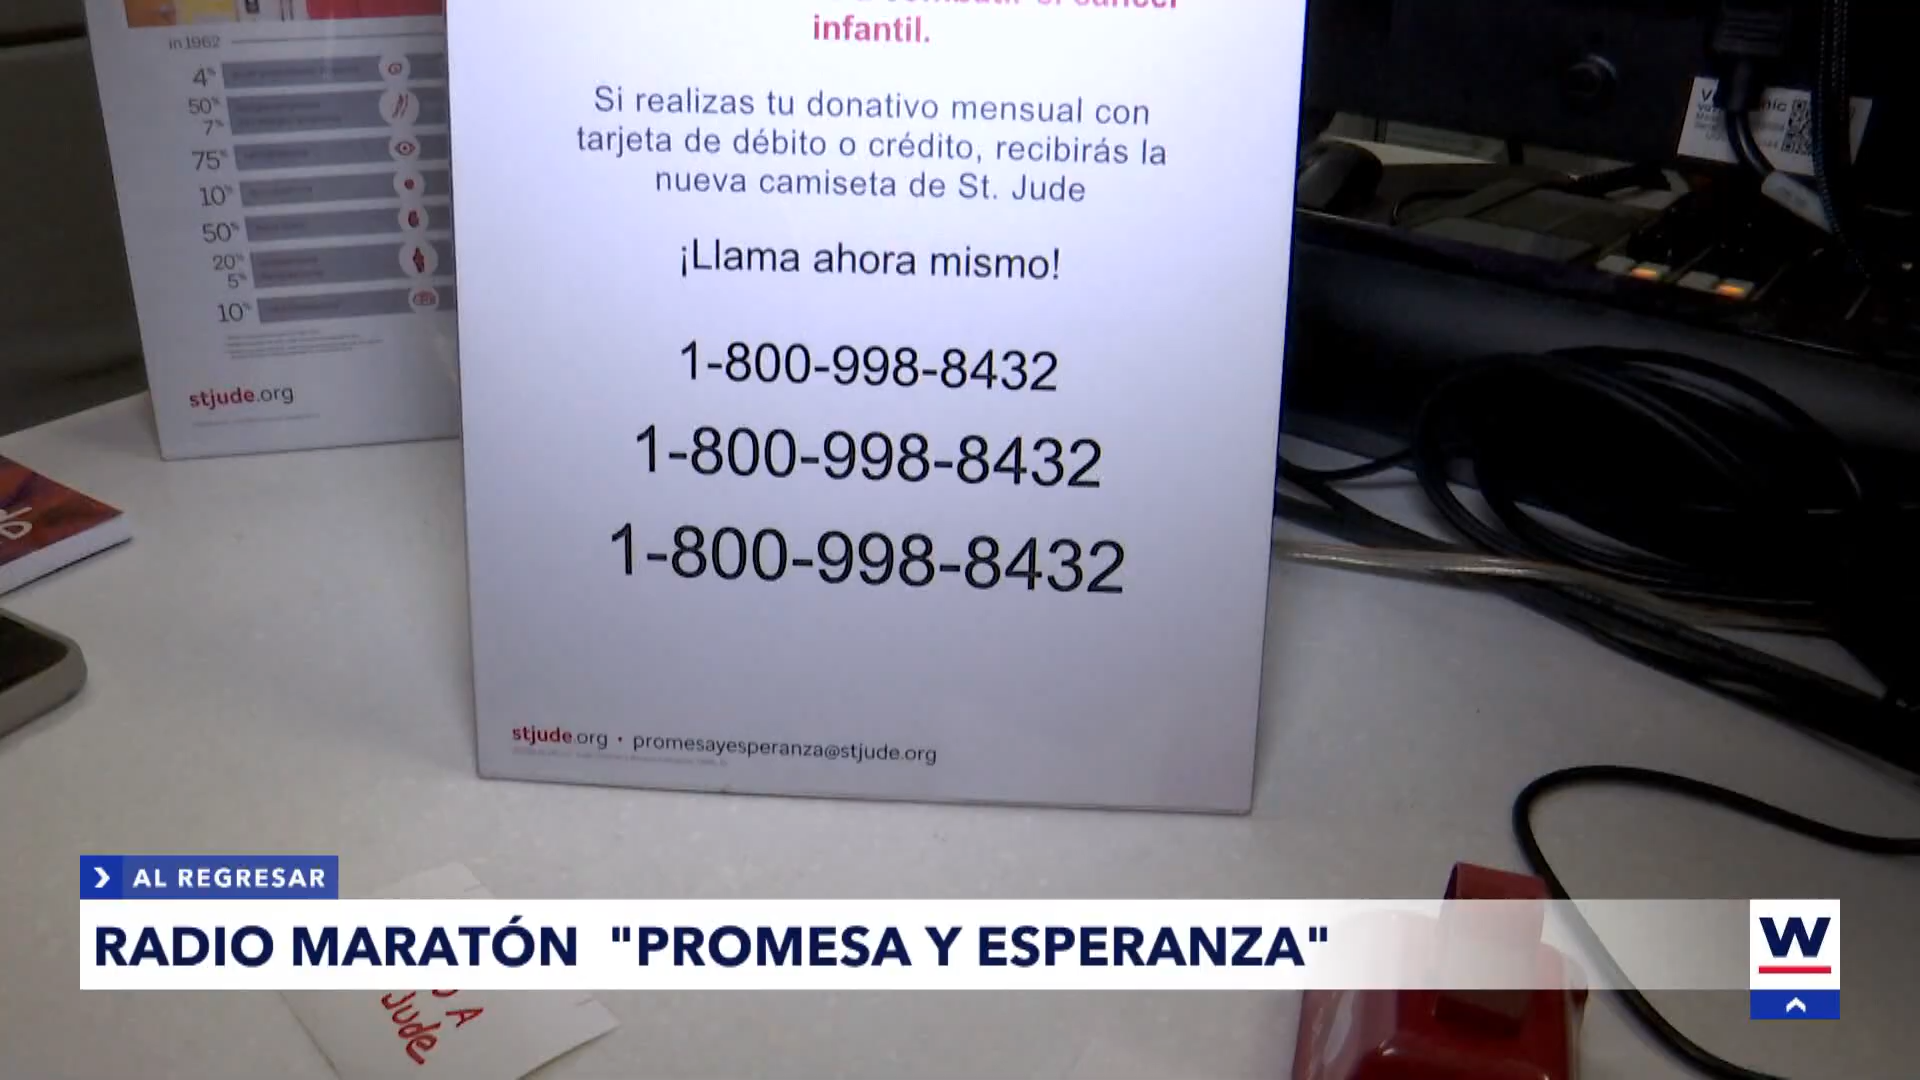 in 1962
4%
50%
7%
75%
10%
50%
20%
5%
10%
stjude.org
infantil.
Si realizas tu donativo mensual con
tarjeta de débito o crédito, recibirás la
nueva camiseta de St. Jude
¡Llama ahora mismo!
1-800-998-8432
1-800-998-8432
1-800-998-8432
stjude.org • promesayesperanza@stjude.org
AL REGRESAR
RADIO MARATÓN "PROMESA Y ESPERANZA"
W
A
Jude